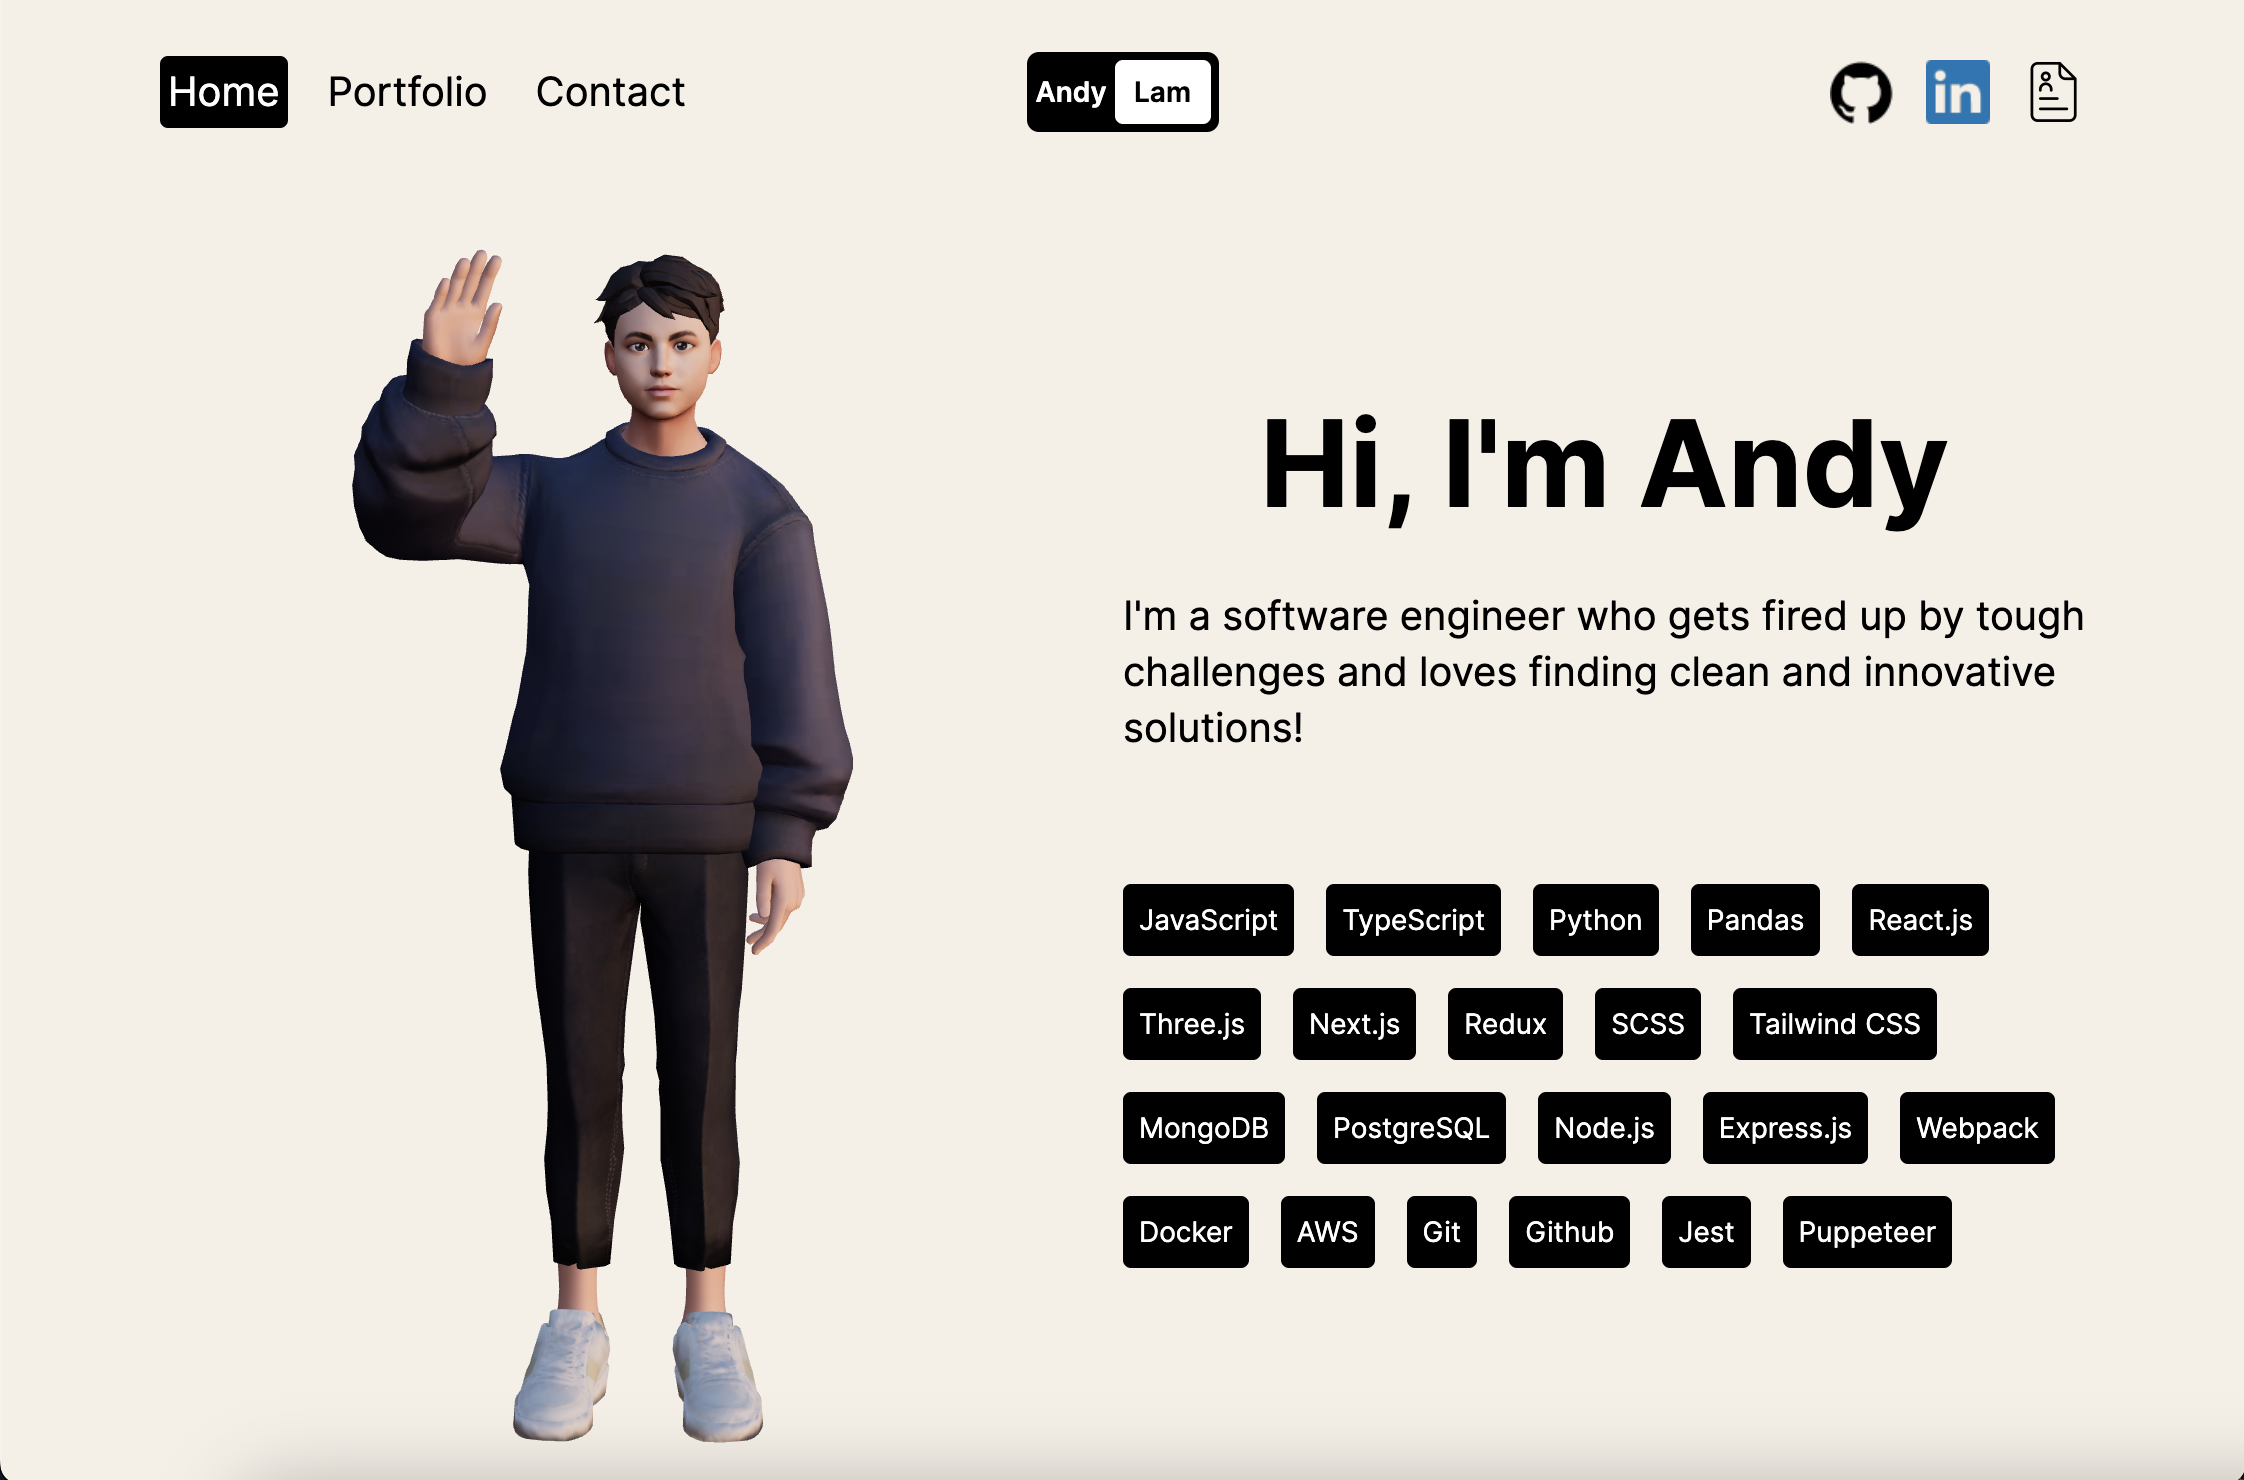 Home Portfolio Contact Andy Lam in
Hi, I'm Andy
I'm a software engineer who gets fired up by tough
challenges and loves finding clean and innovative
solutions!
JavaScript TypeScript Python Pandas React.js
Three.js Next.js Redux SCSS Tailwind CSS
MongoDB PostgreSQL Node.js Express.js Webpack
Docker AWS Git Github Jest Puppeteer